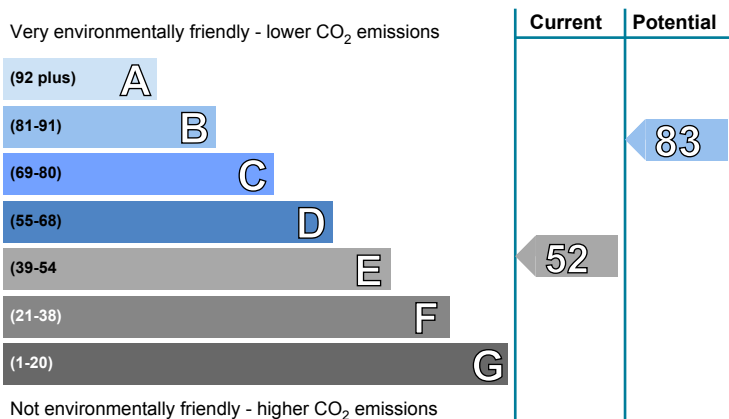 Current Potential
Very environmentally friendly - lower CO2 emissions
(92 plus) A
(81-91) B
83
(69-80) C
(55-68) D
(39-54 E
52
(21-38) F
(1-20) G
Not environmentally friendly - higher CO2 emissions